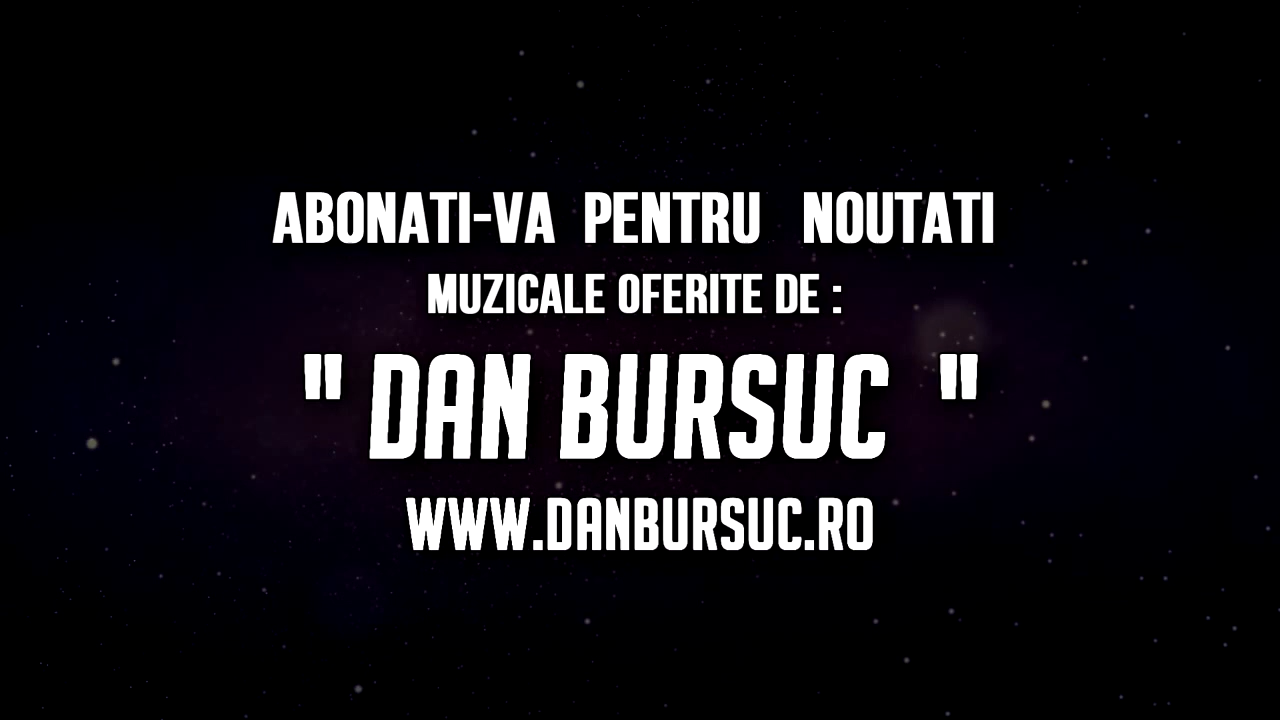 ABONATI-VA PENTRU NOUTATI
MUZICALE OFERITE DE :
" DAN BURSUC "
WWW.DANBURSUC.RO